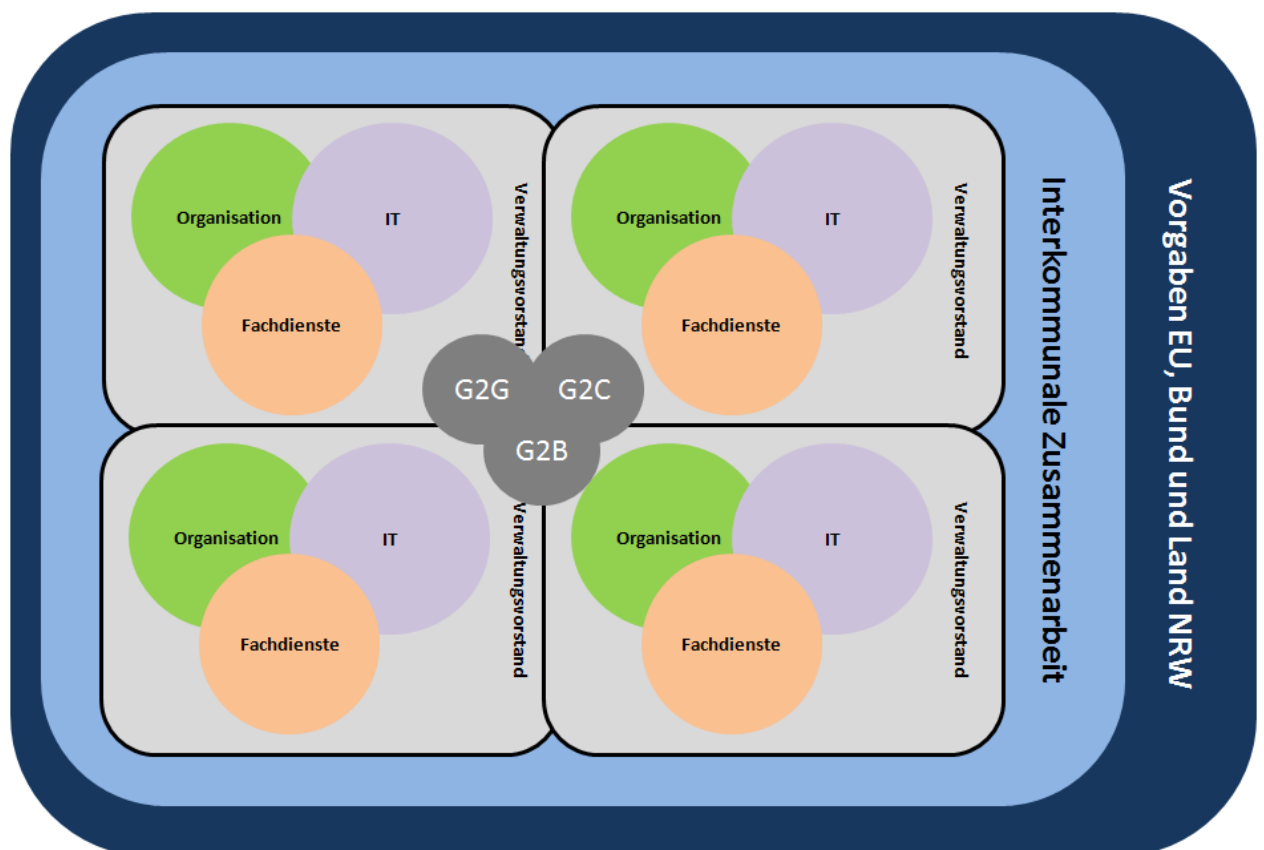 Organisation
IT
Fachdienste
Verwaltungsvorstand
Organisation
IT
Fachdienste
Verwaltungsvorstand
G2G
G2C
G2B
Organisation
IT
Fachdienste
Verwaltungsvorstand
Organisation
IT
Fachdienste
Verwaltungsvorstand
Interkommunale Zusammenarbeit
Vorgaben EU, Bund und Land NRW